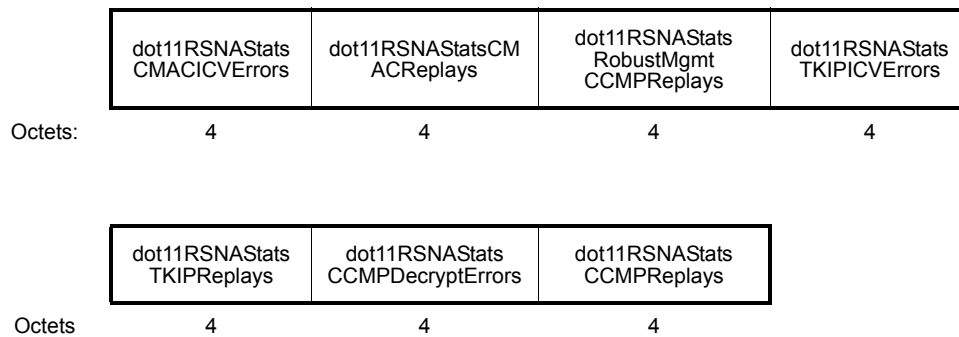 dot11RSNAStats CMACICVErrors
dot11RSNAStatsCM ACReplays
dot11RSNAStats RobustMgmt CCMPReplays
dot11RSNAStats TKIPICVErrors
Octets: 4 4 4 4
dot11RSNAStats TKIPReplays
dot11RSNAStats CCMPDecryptErrors
dot11RSNAStats CCMPReplays
Octets 4 4 4